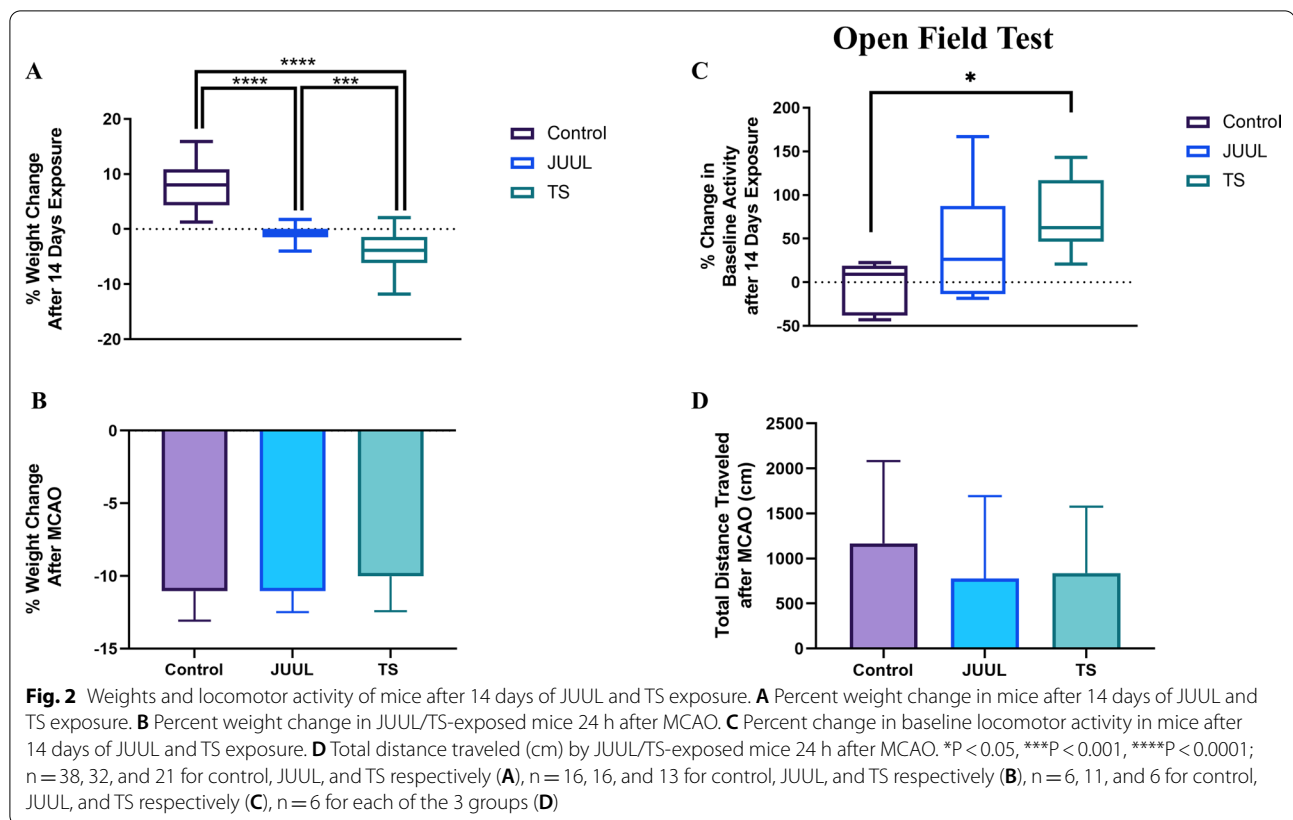 Open Field Test
A
****
****
***
% Weight Change
After 14 Days Exposure
20
10
0
-10
-20
Control
JUUL
TS
C
*
% Change in
Baseline Activity
after 14 Days Exposure
200
150
100
50
0
-50
Control
JUUL
TS
B
% Weight Change
After MCAO
0
-5
-10
-15
Control JUUL TS
D
Total Distance Traveled
after MCAO (cm)
2500
2000
1500
1000
500
0
Control JUUL TS
Fig. 2 Weights and locomotor activity of mice after 14 days of JUUL and TS exposure. A Percent weight change in mice after 14 days of JUUL and
TS exposure. B Percent weight change in JUUL/TS-exposed mice 24 h after MCAO. C Percent change in baseline locomotor activity in mice after
14 days of JUUL and TS exposure. D Total distance traveled (cm) by JUUL/TS-exposed mice 24 h after MCAO. *P < 0.05, ***P < 0.001, ****P < 0.0001;
n = 38, 32, and 21 for control, JUUL, and TS respectively (A), n = 16, 16, and 13 for control, JUUL, and TS respectively (B), n = 6, 11, and 6 for control,
JUUL, and TS respectively (C), n = 6 for each of the 3 groups (D)